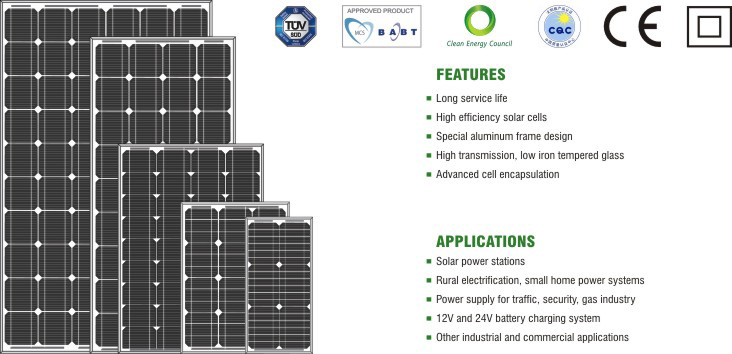 TÜV
SÜD
APPROVED PRODUCT
MCS
BABT
Clean Energy Council
CQC
CE
FEATURES
Long service life
High efficiency solar cells
Special aluminum frame design
High transmission, low iron tempered glass
Advanced cell encapsulation
APPLICATIONS
Solar power stations
Rural electrification, small home power systems
Power supply for traffic, security, gas industry
12V and 24V battery charging system
Other industrial and commercial applications